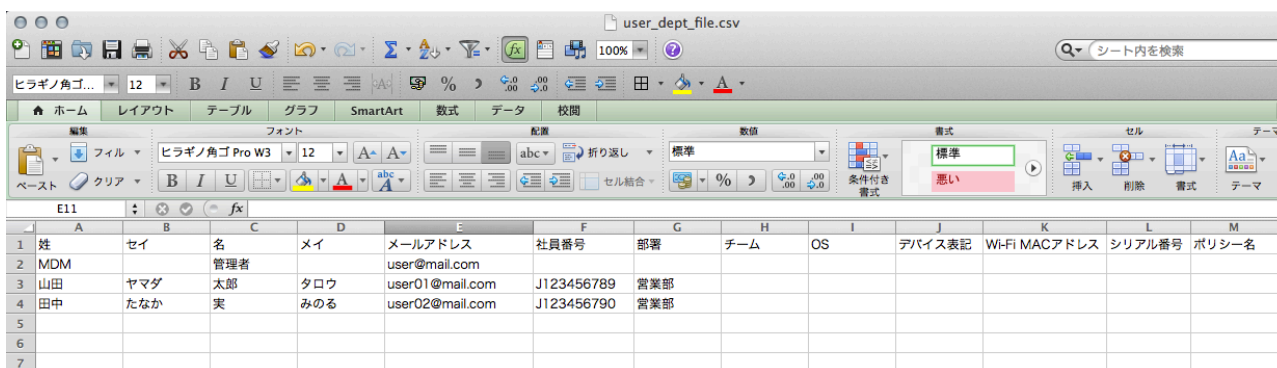 user_dept_file.csv
100%
シート内を検索
ヒラギノ角ゴ... 12 B I U % .00 .00 A
ホーム レイアウト テーブル グラフ SmartArt 数式 データ 校閲
編集 フォント 配置 数値 書式 セル テーマ
フィル ヒラギノ角ゴ Pro W3 12 A A abc 折り返し 標準 標準
ペースト クリア B I U A abc A セル結合 % .00 .00 条件付き書式 悪い 挿入 削除 書式 Aa テーマ
E11 fx
A B C D E F G H I J K L M
1 姓 セイ 名 メイ メールアドレス 社員番号 部署 チーム OS デバイス表記 Wi-Fi MACアドレス シリアル番号 ポリシー名
2 MDM 管理者 user@mail.com
3 山田 ヤマダ 太郎 タロウ user01@mail.com J123456789 営業部
4 田中 たなか 実 みのる user02@mail.com J123456790 営業部
5
6
7